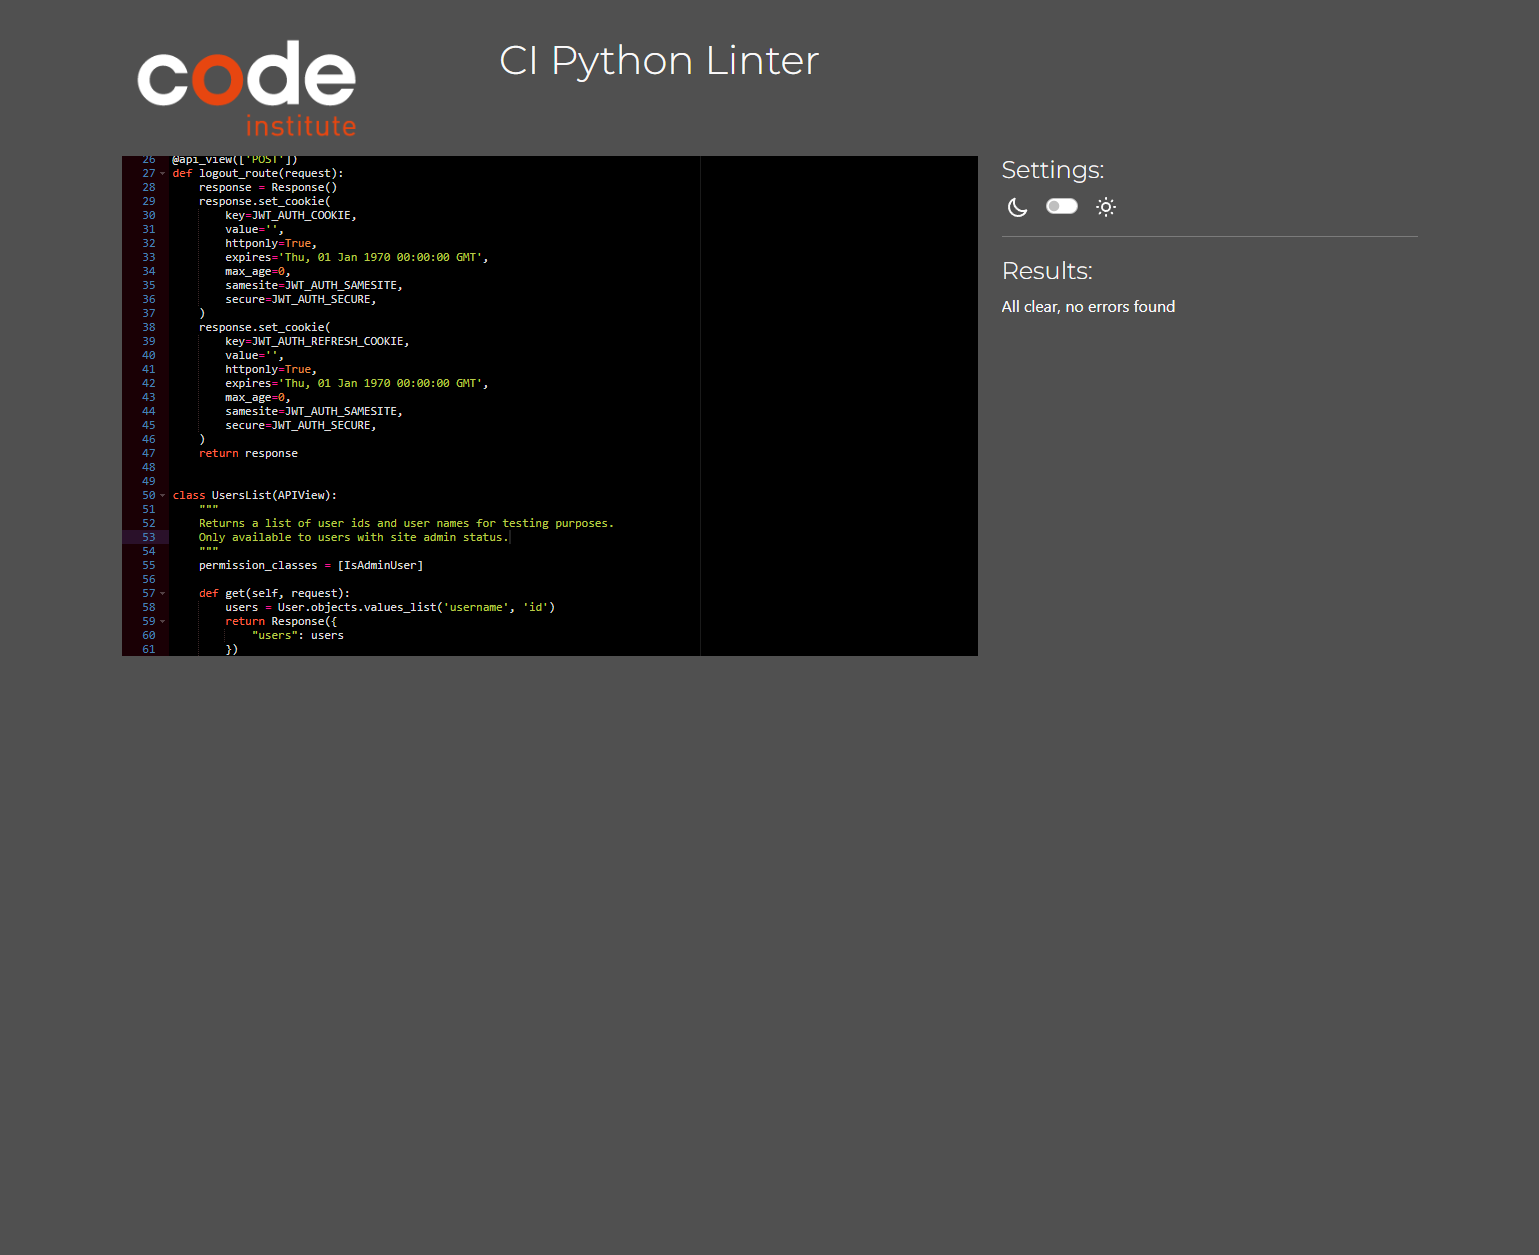 code
institute
CI Python Linter
26 @api_view(['POST'])
27 def logout_route(request):
28     response = Response()
29     response.set_cookie(
30         key=JWT_AUTH_COOKIE,
31         value='',
32         httponly=True,
33         expires='Thu, 01 Jan 1970 00:00:00 GMT',
34         max_age=0,
35         samesite=JWT_AUTH_SAMESITE,
36         secure=JWT_AUTH_SECURE,
37     )
38     response.set_cookie(
39         key=JWT_AUTH_REFRESH_COOKIE,
40         value='',
41         httponly=True,
42         expires='Thu, 01 Jan 1970 00:00:00 GMT',
43         max_age=0,
44         samesite=JWT_AUTH_SAMESITE,
45         secure=JWT_AUTH_SECURE,
46     )
47     return response
48
49
50 class UsersList(APIView):
51     """
52     Returns a list of user ids and user names for testing purposes.
53     Only available to users with site admin status.
54     """
55     permission_classes = [IsAdminUser]
56
57     def get(self, request):
58         users = User.objects.values_list('username', 'id')
59         return Response({
60             "users": users
61         })
Settings:
Results:
All clear, no errors found